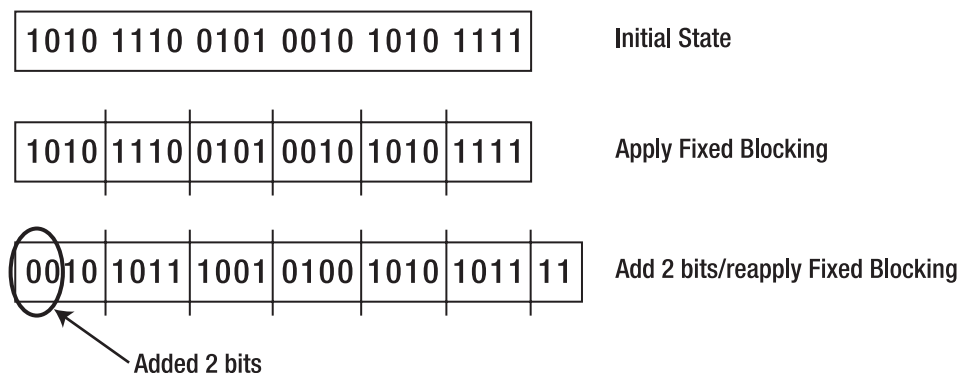 1010 1110 0101 0010 1010 1111 Initial State
1010 1110 0101 0010 1010 1111 Apply Fixed Blocking
0010 1011 1001 0100 1010 1011 11 Add 2 bits/reapply Fixed Blocking
Added 2 bits